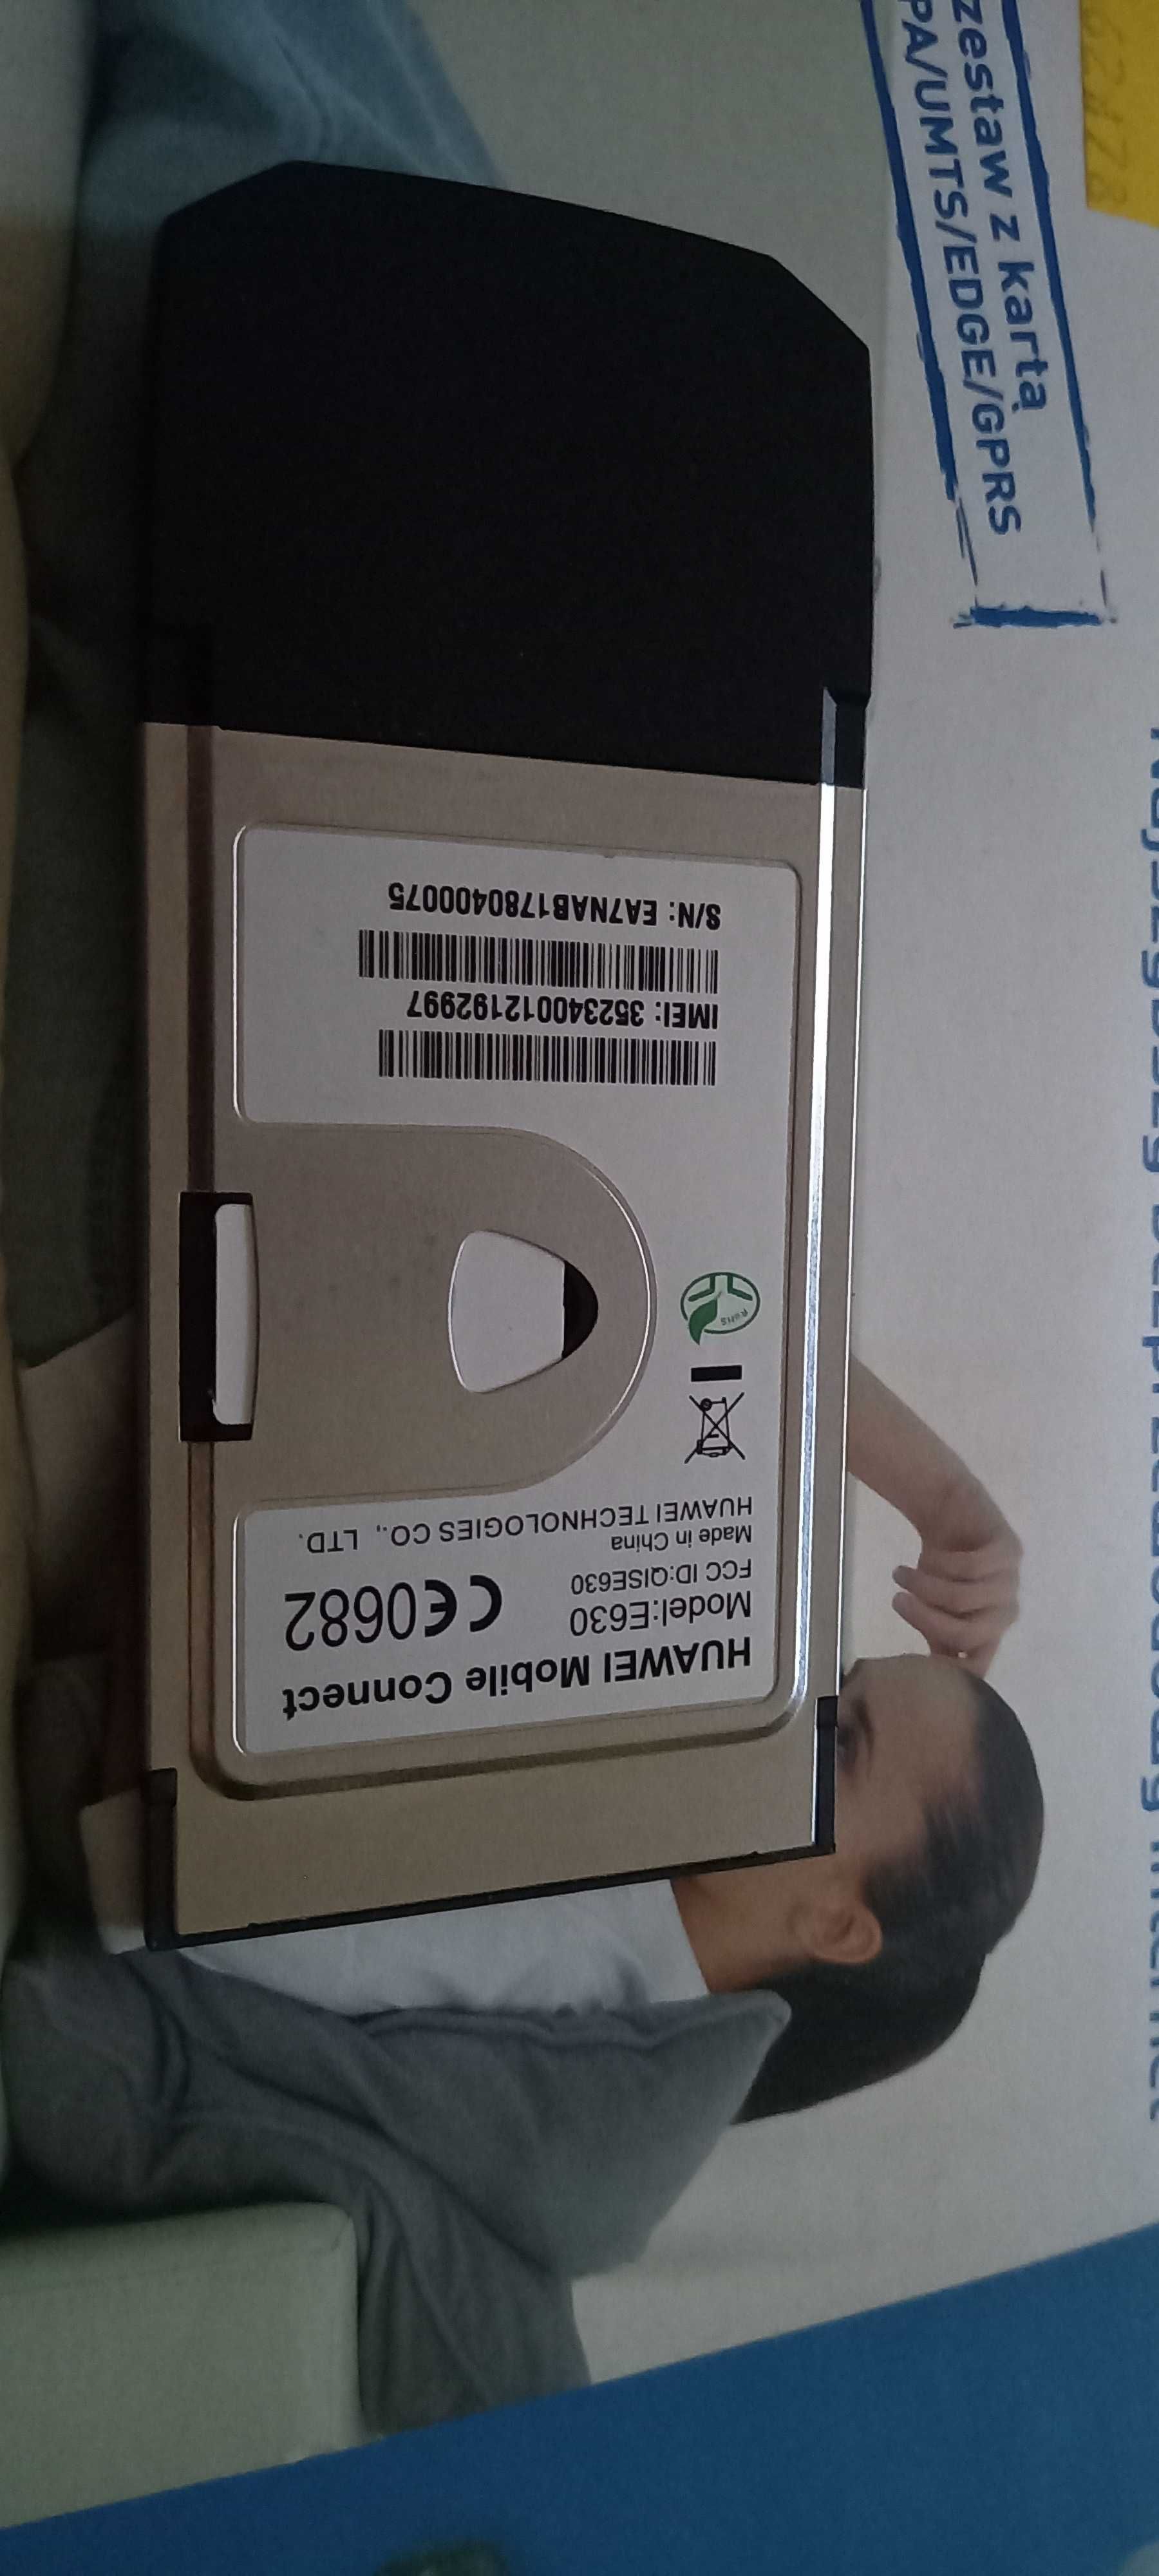 HUAWEI Mobile Connect
Model:E630
FCC ID:QISE630
CE0682
Made in China
HUAWEI TECHNOLOGIES CO., LTD.
RoHS
IMEI: 352340012192997
S/N: EA7NAB1780400075
zestaw z kartą
PA/UMTS/EDGE/GPRS